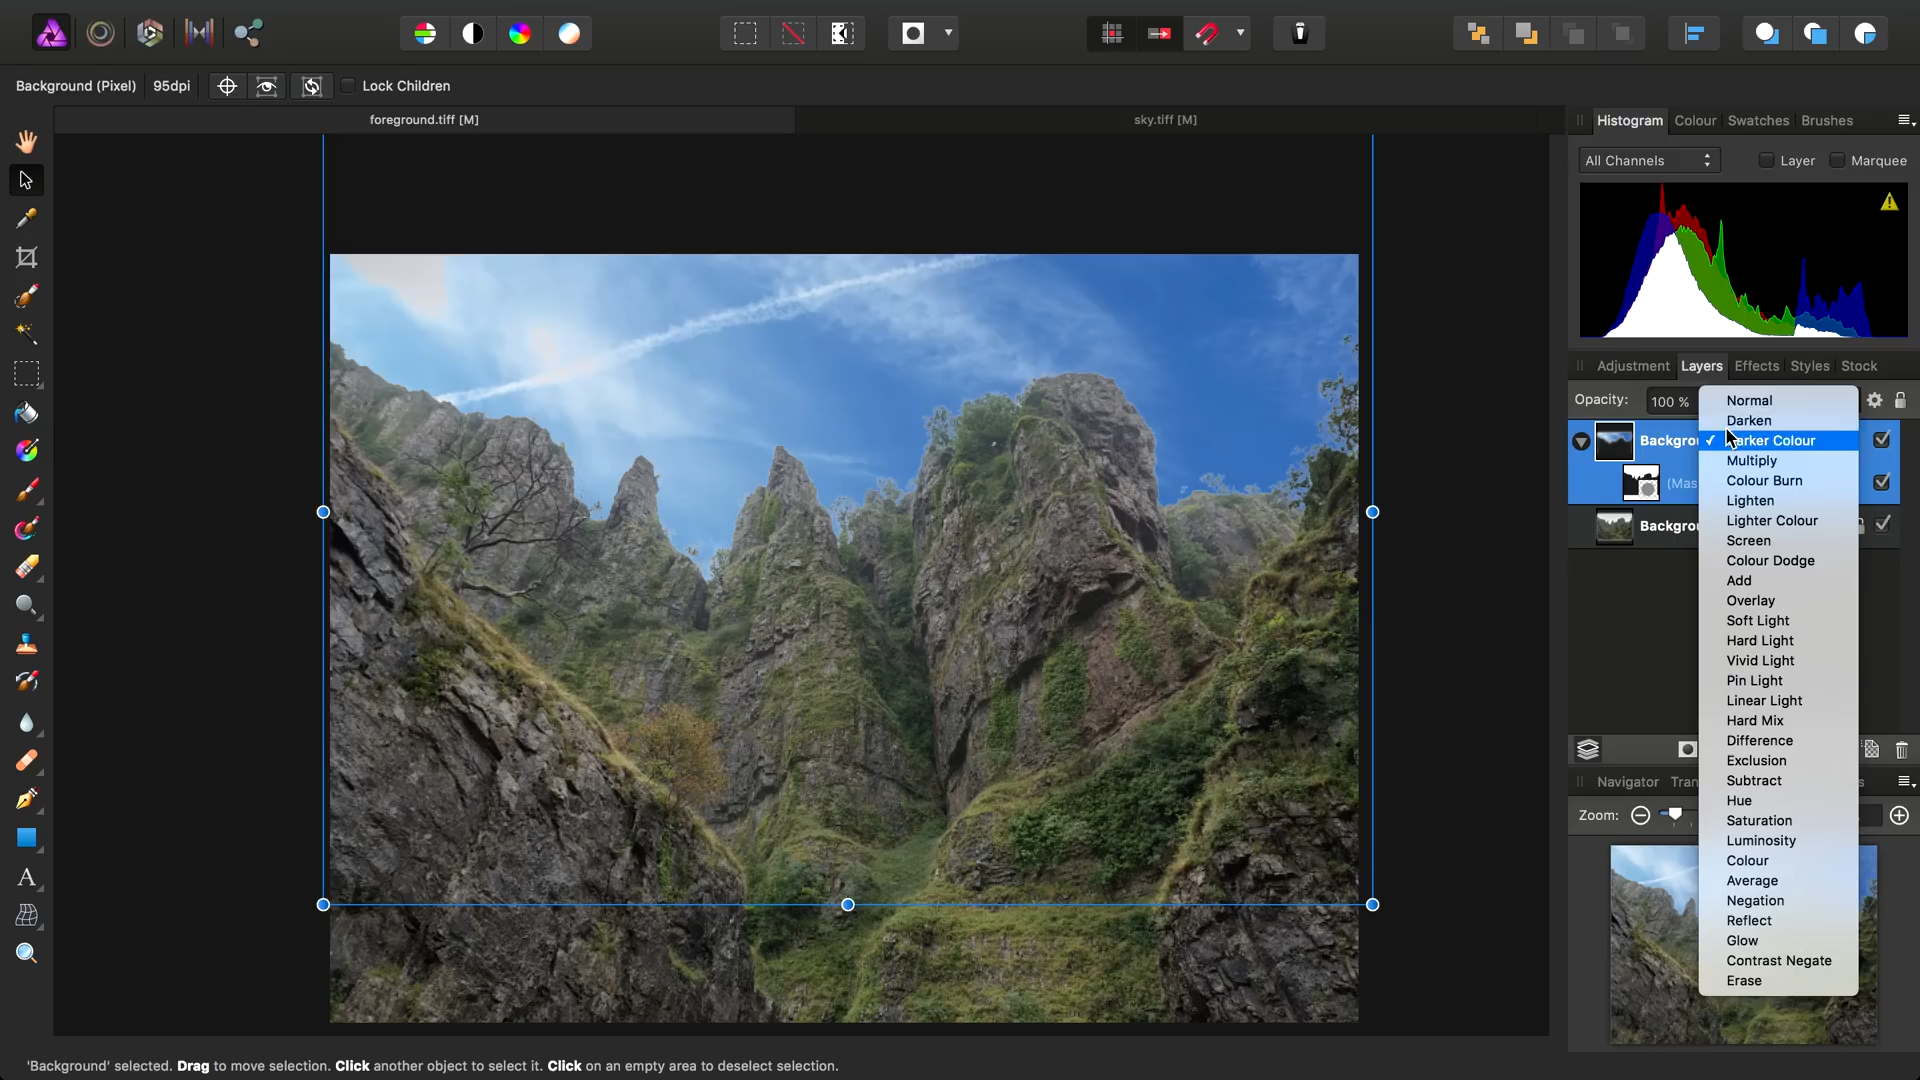 Background (Pixel) 95dpi Lock Children
foreground.tiff [M] sky.tiff [M]
Histogram Colour Swatches Brushes
All Channels Layer Marquee
Adjustment Layers Effects Styles Stock
Opacity: 100 %
Normal
Darken
Backgrou ✓ arker Colour
Multiply
(Mas
Colour Burn
Lighten
Lighter Colour
Backgrou
Screen
Colour Dodge
Add
Overlay
Soft Light
Hard Light
Vivid Light
Pin Light
Linear Light
Hard Mix
Difference
Exclusion
Subtract
Navigator Tran s
Hue
Zoom:
Saturation
Luminosity
Colour
Average
Negation
Reflect
Glow
Contrast Negate
Erase
'Background' selected. Drag to move selection. Click another object to select it. Click on an empty area to deselect selection.